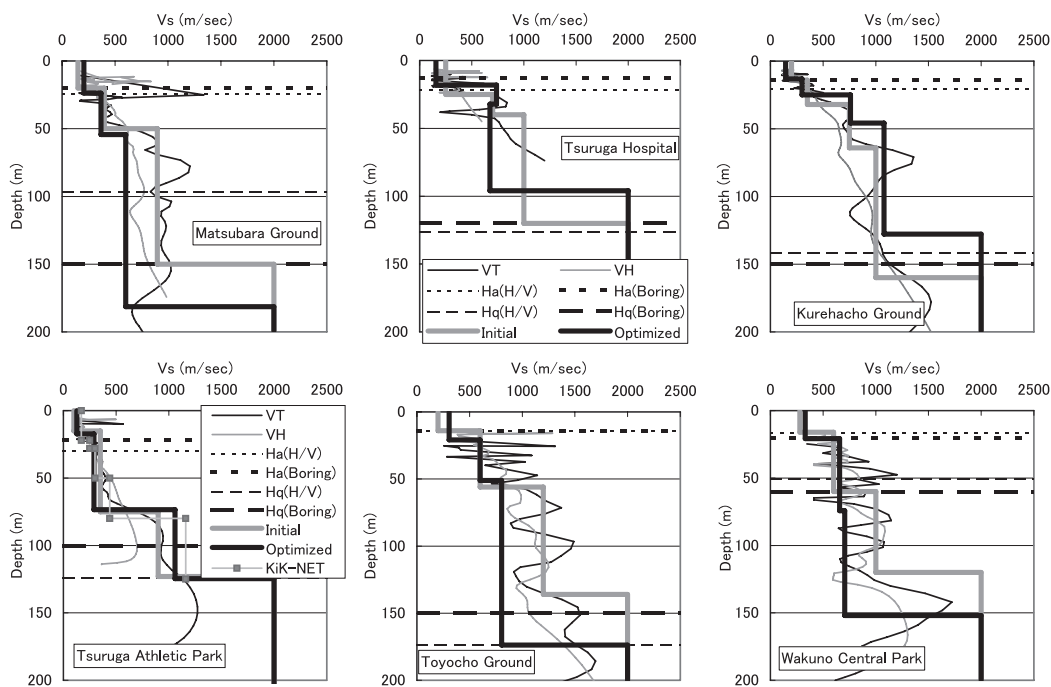 Vs (m/sec)
0 500 1000 1500 2000 2500
0
50
100
150
200
Depth (m)
Matsubara Ground
Vs (m/sec)
0 500 1000 1500 2000 2500
0
50
100
150
200
Depth (m)
Tsuruga Hospital
VT VH
Ha(H/V) Ha(Boring)
Hq(H/V) Hq(Boring)
Initial Optimized
Vs (m/sec)
0 500 1000 1500 2000 2500
0
50
100
150
200
Depth (m)
Kurehacho Ground
Vs (m/sec)
0 500 1000 1500 2000 2500
0
50
100
150
200
Depth (m)
VT
VH
Ha(H/V)
Ha(Boring)
Hq(H/V)
Hq(Boring)
Initial
Optimized
KiK-NET
Tsuruga Athletic Park
Vs (m/sec)
0 500 1000 1500 2000 2500
0
50
100
150
200
Depth (m)
Toyocho Ground
Vs (m/sec)
0 500 1000 1500 2000 2500
0
50
100
150
200
Depth (m)
Wakuno Central Park